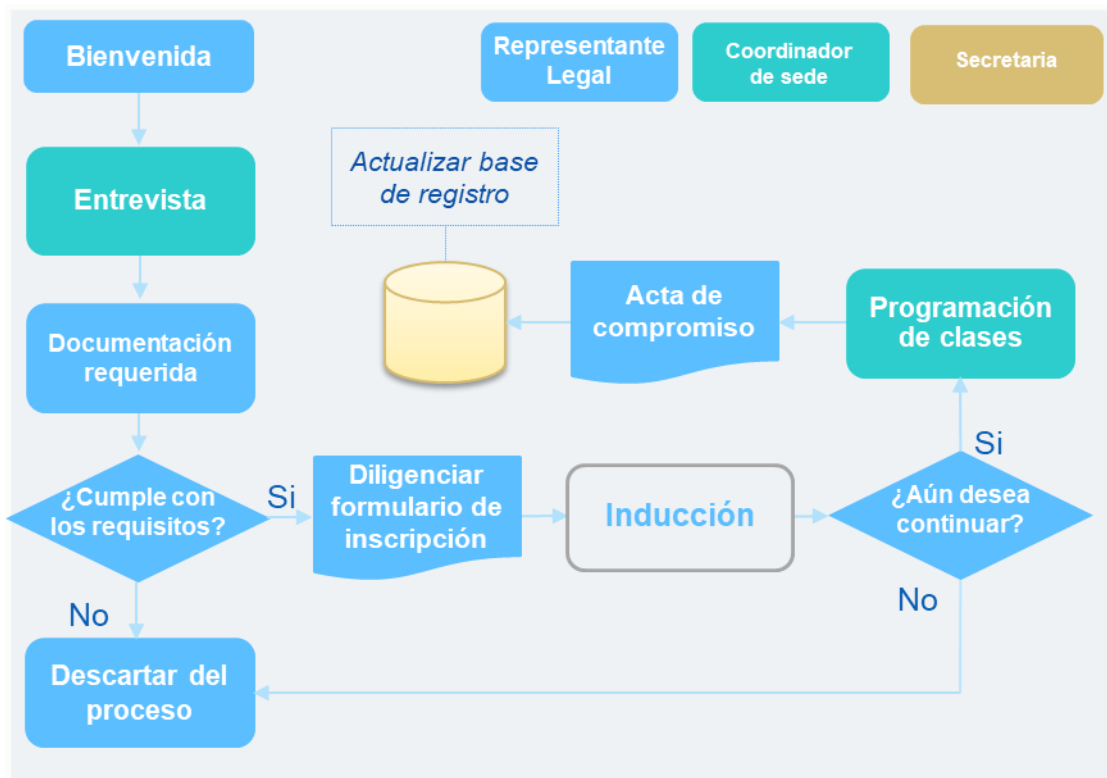 Bienvenida
Representante
Legal
Coordinador
de sede
Secretaria
Entrevista
Actualizar base
de registro
Documentación
requerida
Acta de
compromiso
Programación
de clases
¿Cumple con
los requisitos?
Si
Diligenciar
formulario de
inscripción
Inducción
¿Aún desea
continuar?
Si
No
No
Descartar del
proceso